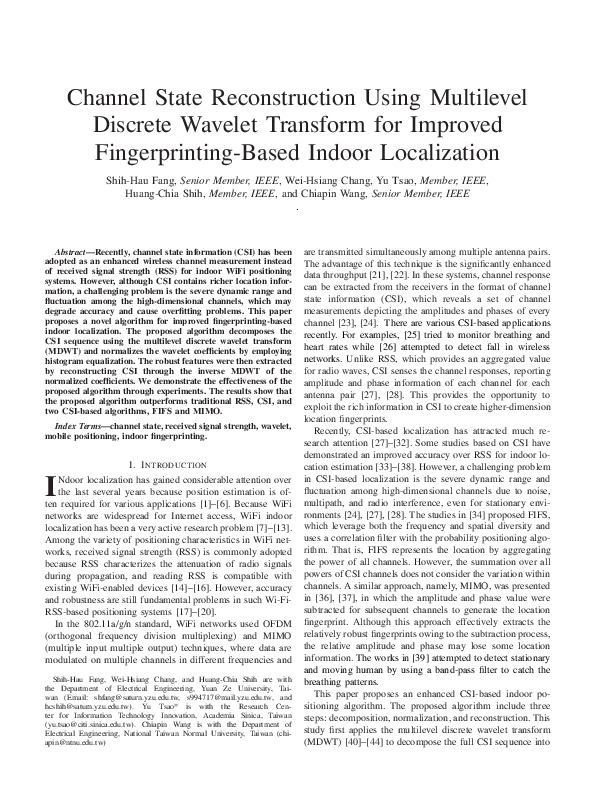 Channel State Reconstruction Using Multilevel
Discrete Wavelet Transform for Improved
Fingerprinting-Based Indoor Localization
Shih-Hau Fang, Senior Member, IEEE, Wei-Hsiang Chang, Yu Tsao, Member, IEEE,
Huang-Chia Shih, Member, IEEE, and Chiapin Wang, Senior Member, IEEE
.
Abstract—Recently, channel state information (CSI) has been
adopted as an enhanced wireless channel measurement instead
of received signal strength (RSS) for indoor WiFi positioning
systems. However, although CSI contains richer location infor-
mation, a challenging problem is the severe dynamic range and
fluctuation among the high-dimensional channels, which may
degrade accuracy and cause overfitting problems. This paper
proposes a novel algorithm for improved fingerprinting-based
indoor localization. The proposed algorithm decomposes the
CSI sequence using the multilevel discrete wavelet transform
(MDWT) and normalizes the wavelet coefficients by employing
histogram equalization. The robust features were then extracted
by reconstructing CSI through the inverse MDWT of the
normalized coefficients. We demonstrate the effectiveness of the
proposed algorithm through experiments. The results show that
the proposed algorithm outperforms traditional RSS, CSI, and
two CSI-based algorithms, FIFS and MIMO.
Index Terms—channel state, received signal strength, wavelet,
mobile positioning, indoor fingerprinting.
I. Introduction
INdoor localization has gained considerable attention over
the last several years because position estimation is of-
ten required for various applications [1]–[6]. Because WiFi
networks are widespread for Internet access, WiFi indoor
localization has been a very active research problem [7]–[13].
Among the variety of positioning characteristics in WiFi net-
works, received signal strength (RSS) is commonly adopted
because RSS characterizes the attenuation of radio signals
during propagation, and reading RSS is compatible with
existing WiFi-enabled devices [14]–[16]. However, accuracy
and robustness are still fundamental problems in such Wi-Fi-
RSS-based positioning systems [17]–[20].
In the 802.11a/g/n standard, WiFi networks used OFDM
(orthogonal frequency division multiplexing) and MIMO
(multiple input multiple output) techniques, where data are
modulated on multiple channels in different frequencies and
Shih-Hau Fang, Wei-Hsiang Chang, and Huang-Chia Shih are with
the Department of Electrical Engineering, Yuan Ze University, Tai-
wan (Email: shfang@saturn.yzu.edu.tw, s994717@mail.yzu.edu.tw, and
hcshih@saturn.yzu.edu.tw). Yu Tsao* is with the Research Cen-
ter for Information Technology Innovation, Academia Sinica, Taiwan
(yu.tsao@citi.sinica.edu.tw). Chiapin Wang is with the Department of
Electrical Engineering, National Taiwan Normal University, Taiwan (chi-
apin@ntnu.edu.tw)
are transmitted simultaneously among multiple antenna pairs.
The advantage of this technique is the significantly enhanced
data throughput [21], [22]. In these systems, channel response
can be extracted from the receivers in the format of channel
state information (CSI), which reveals a set of channel
measurements depicting the amplitudes and phases of every
channel [23], [24]. There are various CSI-based applications
recently. For examples, [25] tried to monitor breathing and
heart rates while [26] attempted to detect fall in wireless
networks. Unlike RSS, which provides an aggregated value
for radio waves, CSI senses the channel responses, reporting
amplitude and phase information of each channel for each
antenna pair [27], [28]. This provides the opportunity to
exploit the rich information in CSI to create higher-dimension
location fingerprints.
Recently, CSI-based localization has attracted much re-
search attention [27]–[32]. Some studies based on CSI have
demonstrated an improved accuracy over RSS for indoor lo-
cation estimation [33]–[38]. However, a challenging problem
in CSI-based localization is the severe dynamic range and
fluctuation among high-dimensional channels due to noise,
multipath, and radio interference, even for stationary envi-
ronments [24], [27], [28]. The studies in [34] proposed FIFS,
which leverage both the frequency and spatial diversity and
uses a correlation filter with the probability positioning algo-
rithm. That is, FIFS represents the location by aggregating
the power of all channels. However, the summation over all
powers of CSI channels does not consider the variation within
channels. A similar approach, namely, MIMO, was presented
in [36], [37], in which the amplitude and phase value were
subtracted for subsequent channels to generate the location
fingerprint. Although this approach effectively extracts the
relatively robust fingerprints owing to the subtraction process,
the relative amplitude and phase may lose some location
information. The works in [39] attempted to detect stationary
and moving human by using a band-pass filter to catch the
breathing patterns.
This paper proposes an enhanced CSI-based indoor po-
sitioning algorithm. The proposed algorithm include three
steps: decomposition, normalization, and reconstruction. This
study first applies the multilevel discrete wavelet transform
(MDWT) [40]–[44] to decompose the full CSI sequence into